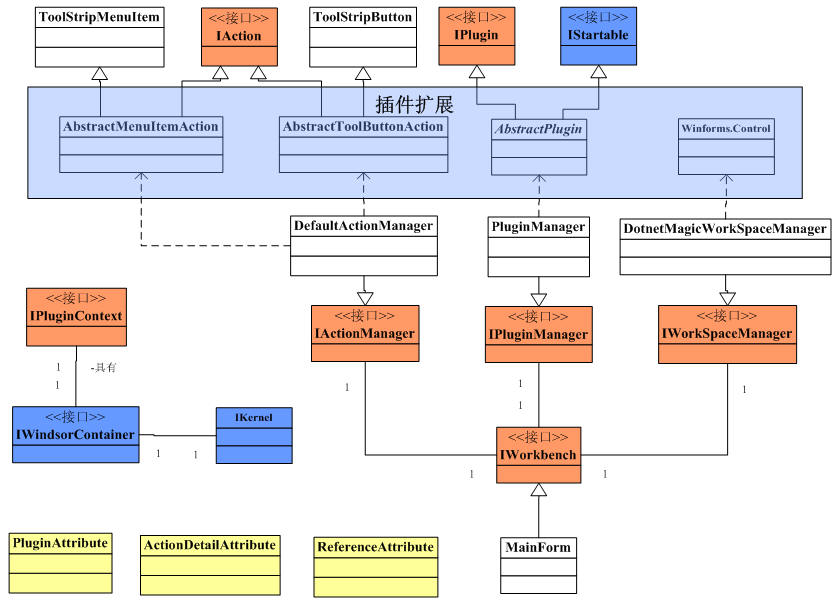 ToolStripMenuItem
<<接口>>
IAction
ToolStripButton
<<接口>>
IPlugin
<<接口>>
IStartable
插件扩展
AbstractMenuItemAction
AbstractToolButtonAction
AbstractPlugin
Winforms.Control
DefaultActionManager
PluginManager
DotnetMagicWorkSpaceManager
<<接口>>
IPluginContext
<<接口>>
IActionManager
<<接口>>
IPluginManager
<<接口>>
IWorkSpaceManager
1
-具有
1
1
1
1
1
<<接口>>
IWindsorContainer
IKernel
1
1
<<接口>>
IWorkbench
1
1
PluginAttribute
ActionDetailAttribute
ReferenceAttribute
MainForm